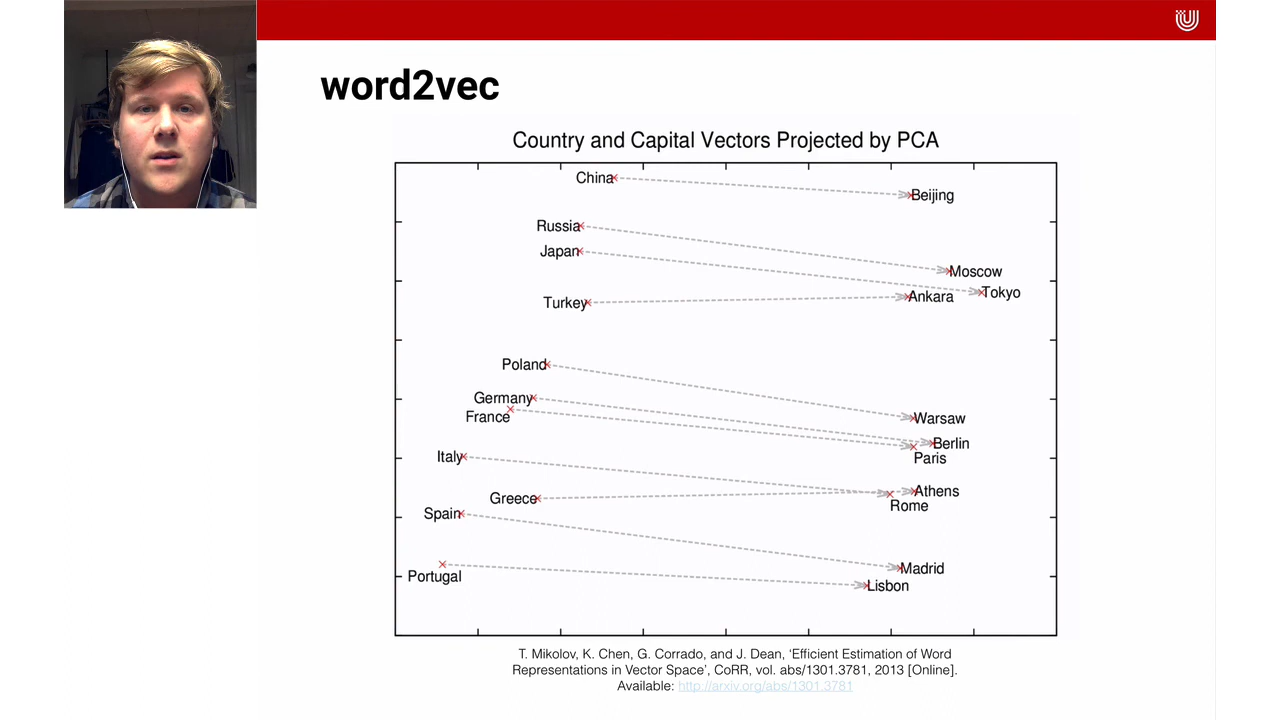 word2vec
Country and Capital Vectors Projected by PCA
China
Beijing
Russia
Japan
Moscow
Tokyo
Turkey
Ankara
Poland
Germany
France
Warsaw
Berlin
Paris
Italy
Greece
Athens
Rome
Spain
Madrid
Portugal
Lisbon
T. Mikolov, K. Chen, G. Corrado, and J. Dean, ‘Efficient Estimation of Word
Representations in Vector Space’, CoRR, vol. abs/1301.3781, 2013 [Online].
Available: http://arxiv.org/abs/1301.3781